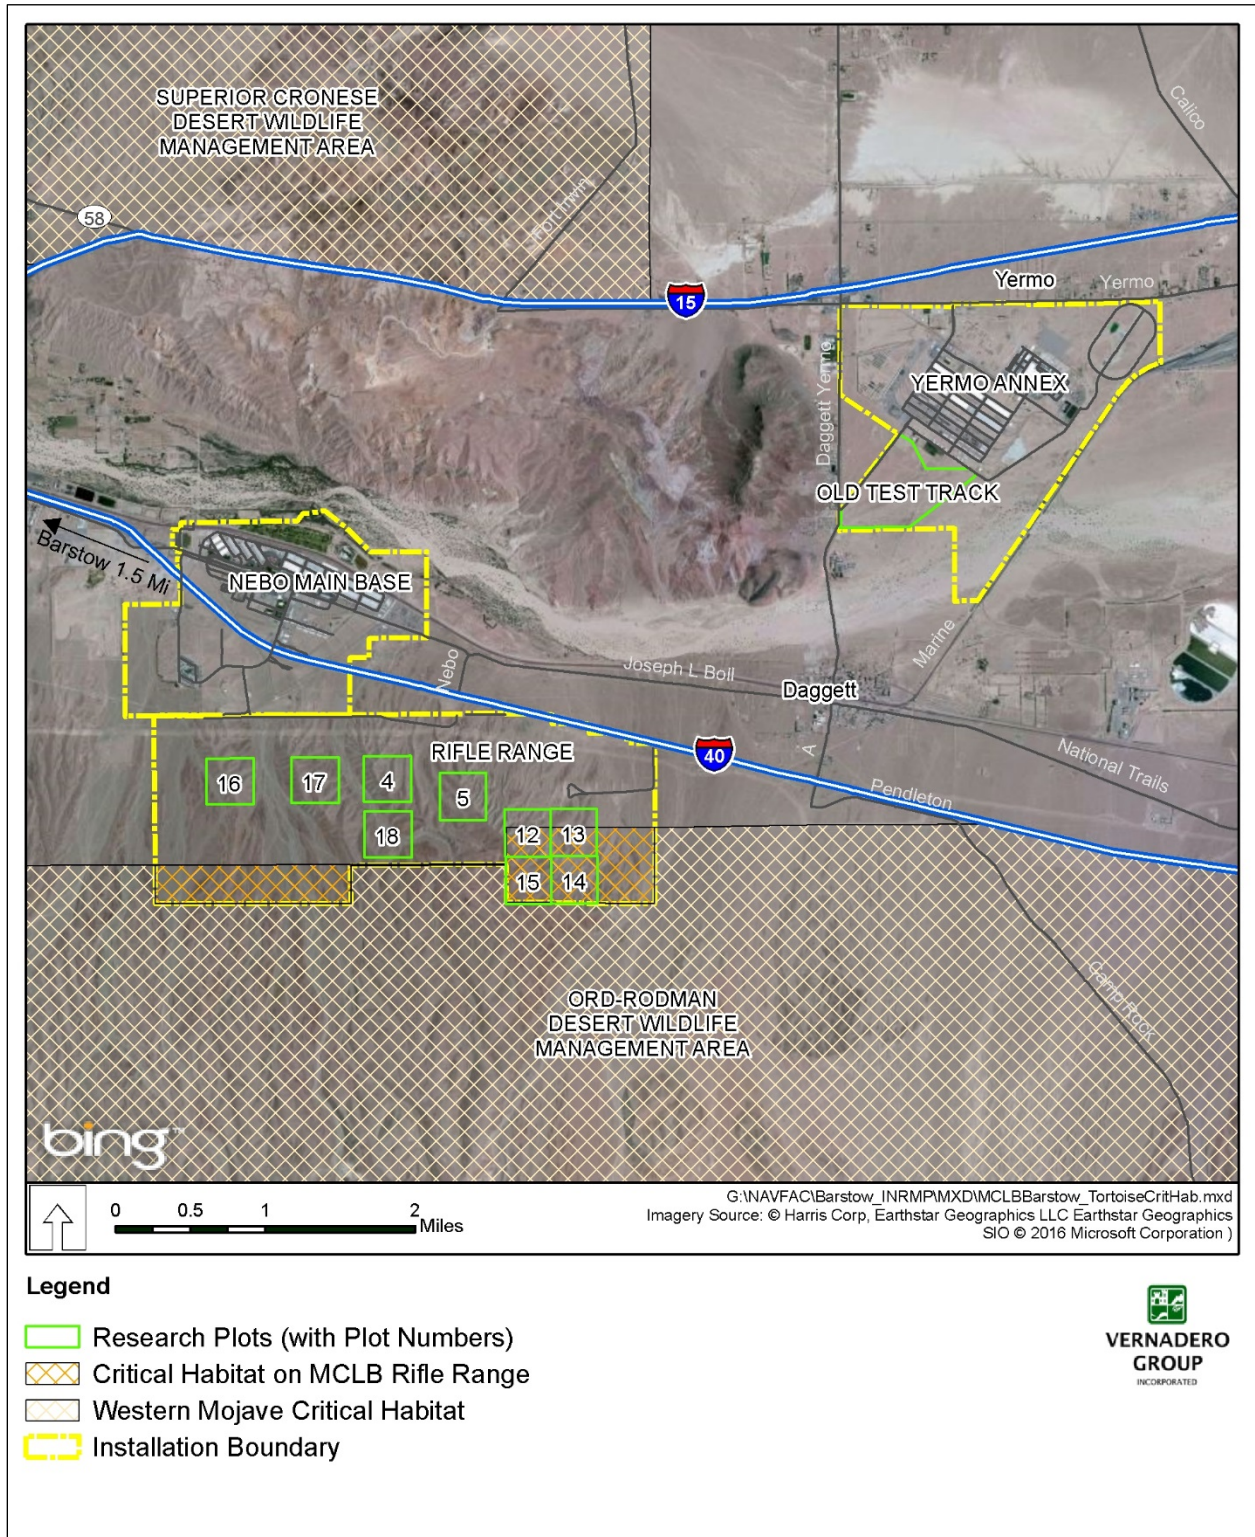 SUPERIOR CRONESE
DESERT WILDLIFE
MANAGEMENT AREA
Calico
58
Fort Irwin
15
Yermo
Yermo
Daggett Yermo
YERMO ANNEX
OLD TEST TRACK
Barstow 1.5 Mi
NEBO MAIN BASE
Nebo
Joseph L Boll
Marine
Daggett
National Trails
A
40
Pendleton
RIFLE RANGE
16
17
4
5
18
12
13
15
14
Camp Rock
ORD-RODMAN
DESERT WILDLIFE
MANAGEMENT AREA
bing™
0 0.5 1 2
Miles
G:\NAVFAC\Barstow_INRMP\MXD\MCLBBarstow_TortoiseCritHab.mxd
Imagery Source: © Harris Corp, Earthstar Geographics LLC Earthstar Geographics
SIO © 2016 Microsoft Corporation )
Legend
Research Plots (with Plot Numbers)
Critical Habitat on MCLB Rifle Range
Western Mojave Critical Habitat
Installation Boundary
VERNADERO
GROUP
INCORPORATED